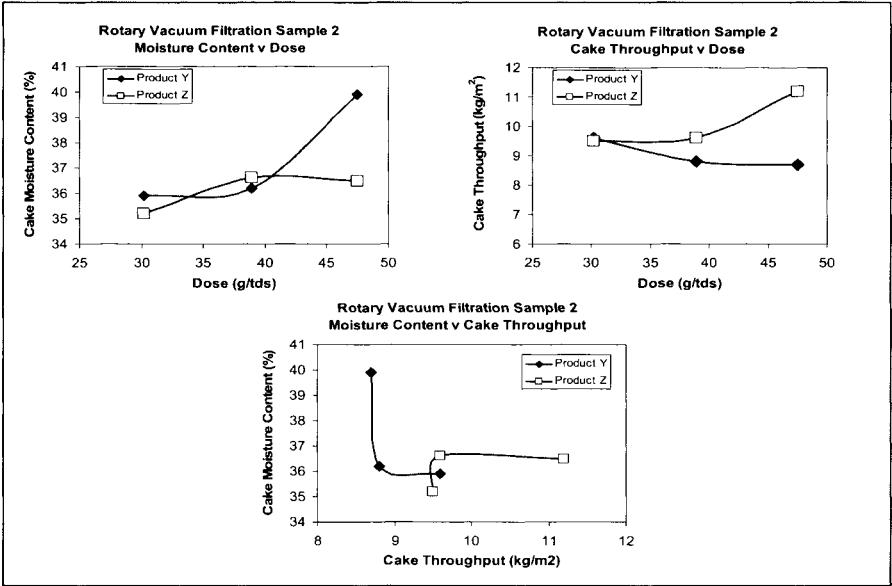 Rotary Vacuum Filtration Sample 2
Moisture Content v Dose
Cake Moisture Content (%)
41
40
39
38
37
36
35
34
Product Y
Product Z
25
30
35
40
45
50
Dose (g/tds)
Rotary Vacuum Filtration Sample 2
Cake Throughput v Dose
Cake Throughput (kg/m²)
12
11
10
9
8
7
6
Product Y
Product Z
25
30
35
40
45
50
Dose (g/tds)
Rotary Vacuum Filtration Sample 2
Moisture Content v Cake Throughput
Cake Moisture Content (%)
41
40
39
38
37
36
35
34
Product Y
Product Z
8
9
10
11
12
Cake Throughput (kg/m2)